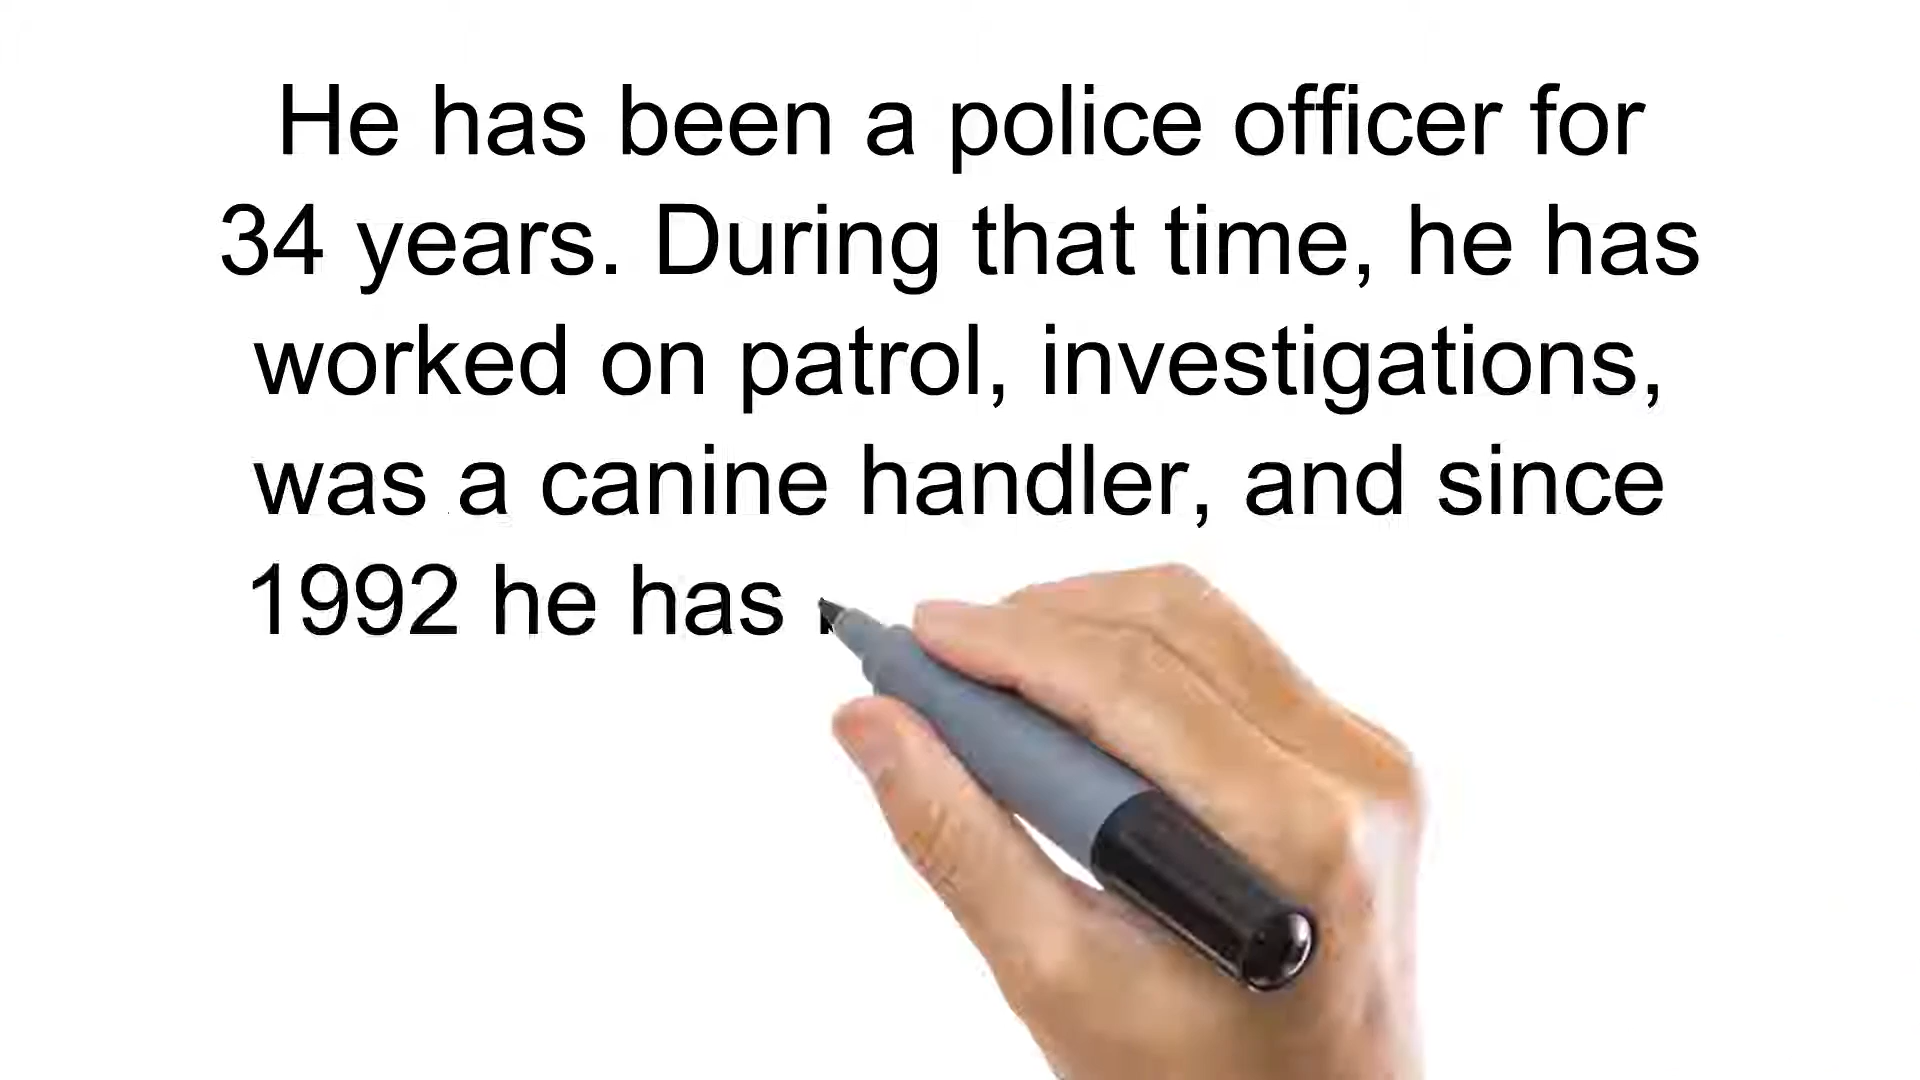 He has been a police officer for
34 years. During that time, he has
worked on patrol, investigations,
was a canine handler, and since
1992 he has